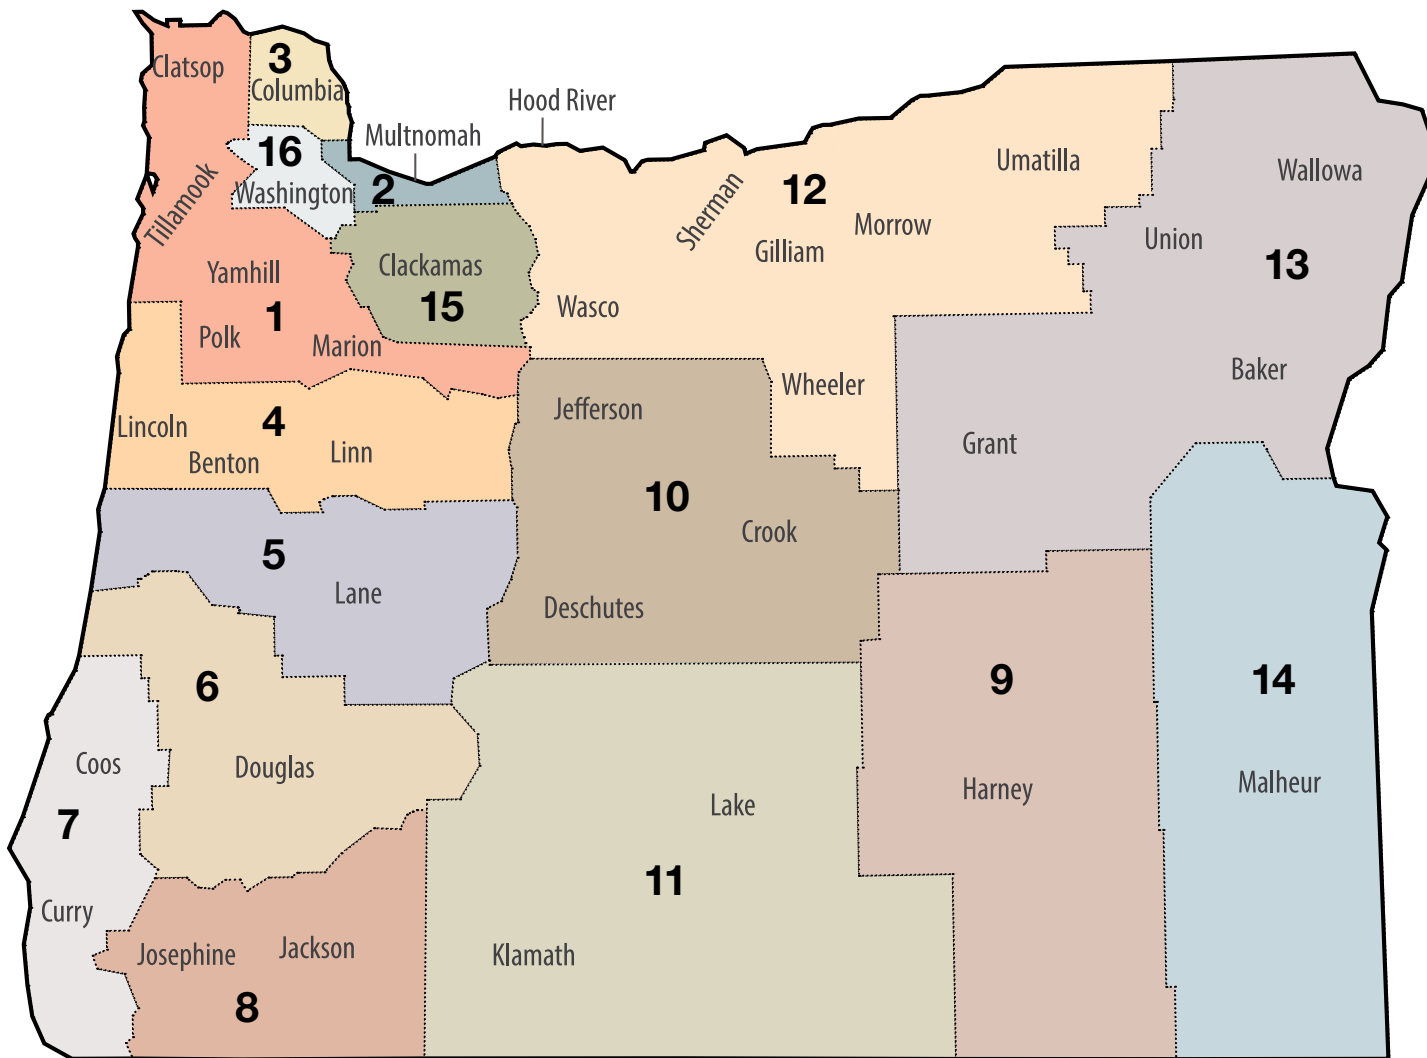 Clatsop
3
Columbia
Hood River
Multnomah
16
Washington
2
Tillamook
Sherman
12
Umatilla
Wallowa
Morrow
Gilliam
Union
13
Yamhill
Clackamas
15
Wasco
1
Polk
Marion
Wheeler
Baker
Jefferson
Lincoln
4
Benton
Linn
Grant
10
Crook
5
Lane
Deschutes
6
9
14
Coos
Douglas
Harney
Malheur
7
Lake
11
Curry
Josephine
Jackson
Klamath
8